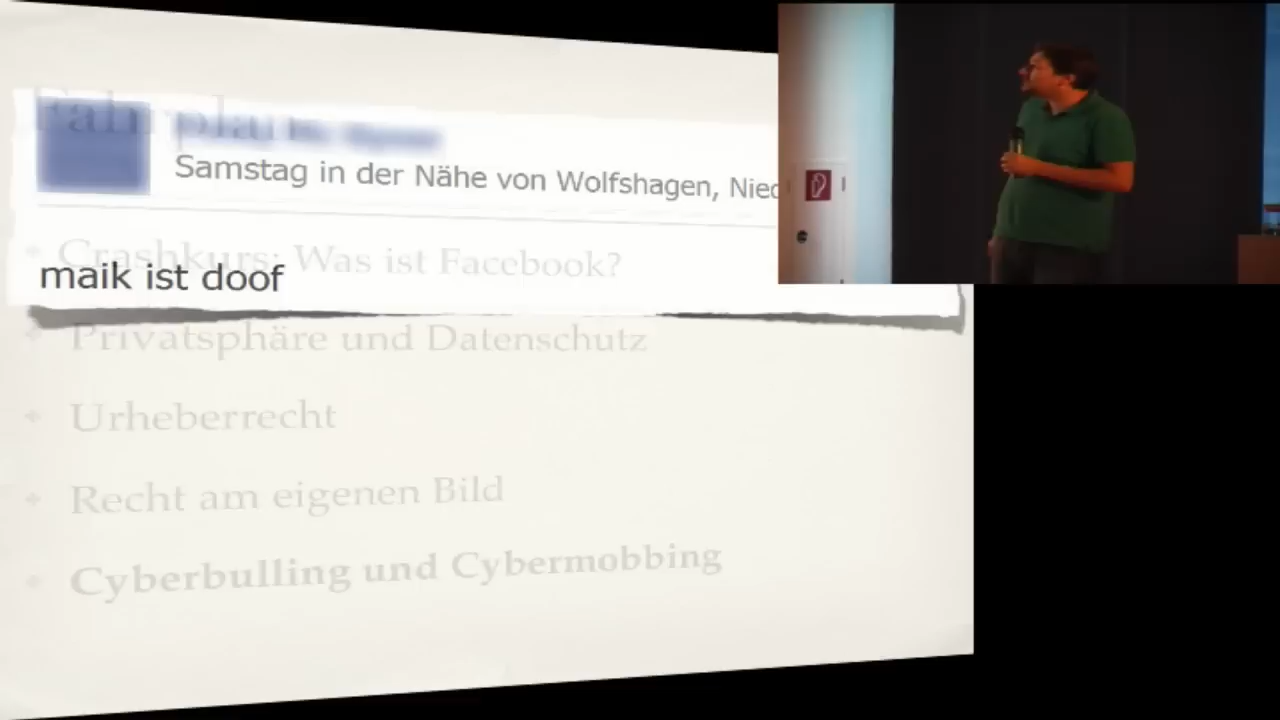 Fahrplan
Samstag in der Nähe von Wolfshagen, Nied
Crashkurs: Was ist Facebook?
maik ist doof
Privatsphäre und Datenschutz
Urheberrecht
Recht am eigenen Bild
Cyberbulling und Cybermobbing